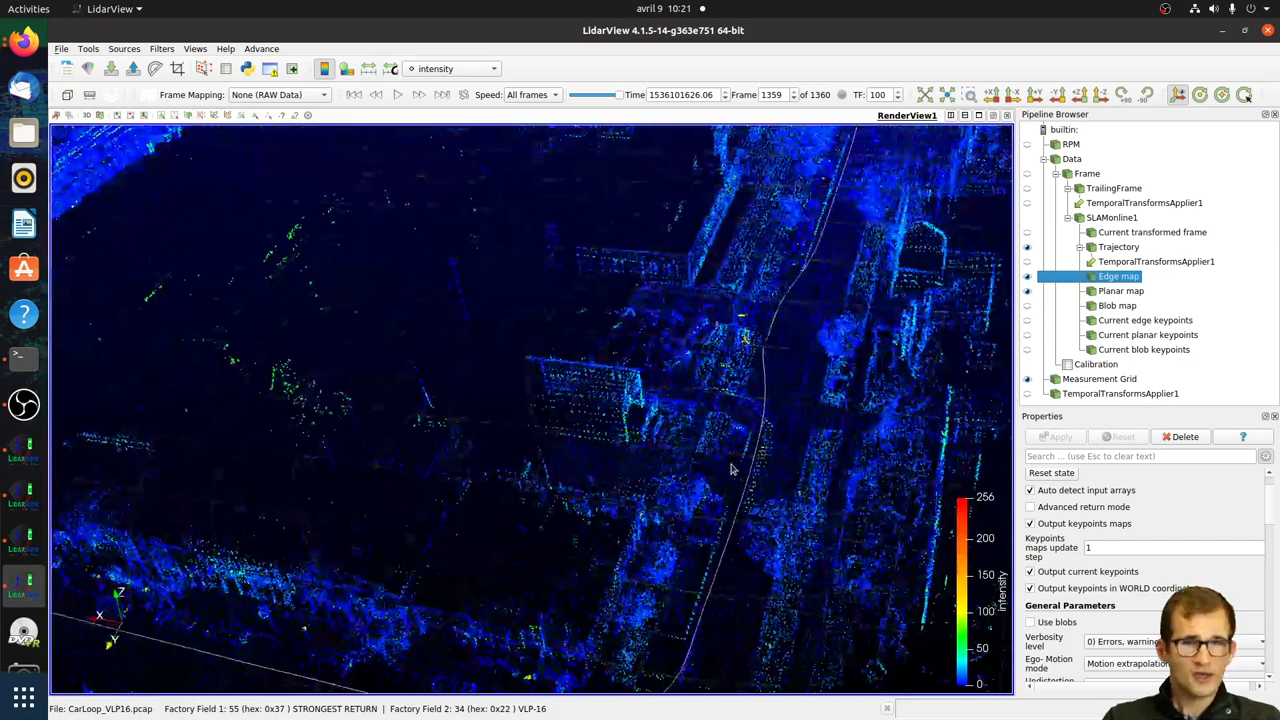 Activities
LidarView
avril 9 10:21
LidarView 4.1.5-14-g363e751 64-bit
File Tools Sources Filters Views Help Advance
intensity
Frame Mapping: None (RAW Data)
Speed: All frames
Time 1536101626.06
Frame 1359 of 1360
TF: 100
+X -X +Y -Y +Z -Z +90 -90
3D
RenderView1
Pipeline Browser
builtin:
RPM
Data
Frame
TrailingFrame
TemporalTransformsApplier1
SLAMonline1
Current transformed frame
Trajectory
TemporalTransformsApplier1
Edge map
Planar map
Blob map
Current edge keypoints
Current planar keypoints
Current blob keypoints
Calibration
Measurement Grid
TemporalTransformsApplier1
Properties
Apply Reset Delete ?
Search ... (use Esc to clear text)
Reset state
Auto detect input arrays
Advanced return mode
Output keypoints maps
Keypoints
maps update
step
1
Output current keypoints
Output keypoints in WORLD
General Parameters
Use blobs
Verbosity
level
0) Errors,
Ego- Motion
mode
Motion
256
200
150
100
50
0
intensity
Z
X
Y
File: CarLoop_VLP16.pcap Factory Field 1: 55 (hex: 0x37 ) STRONGEST RETURN | Factory Field 2: 34 (hex: 0x22 ) VLP-16